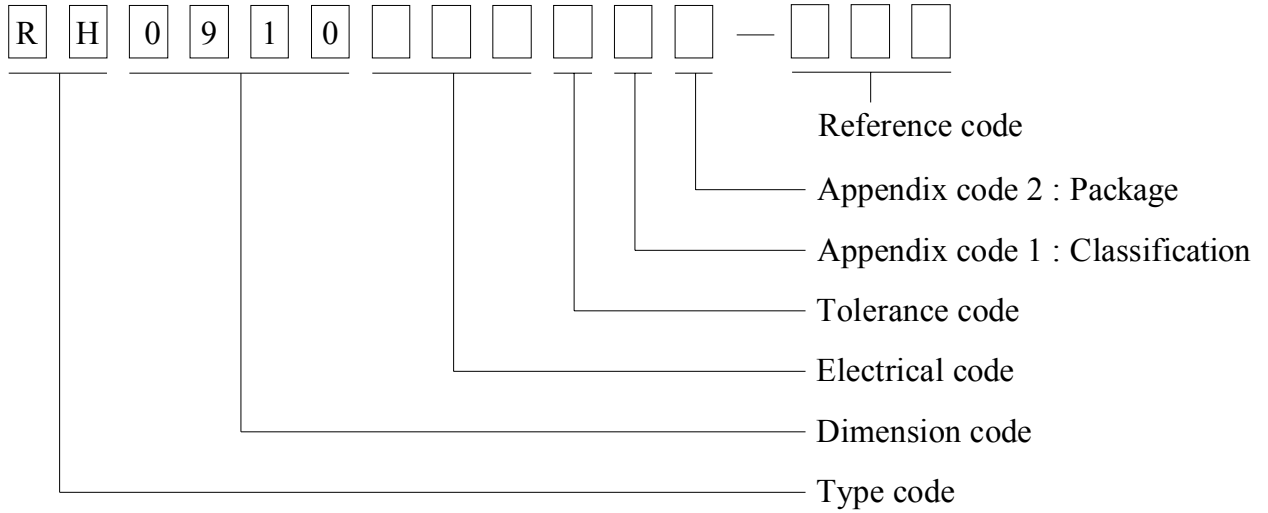 R H 0 9 1 0 —
Reference code
Appendix code 2 : Package
Appendix code 1 : Classification
Tolerance code
Electrical code
Dimension code
Type code